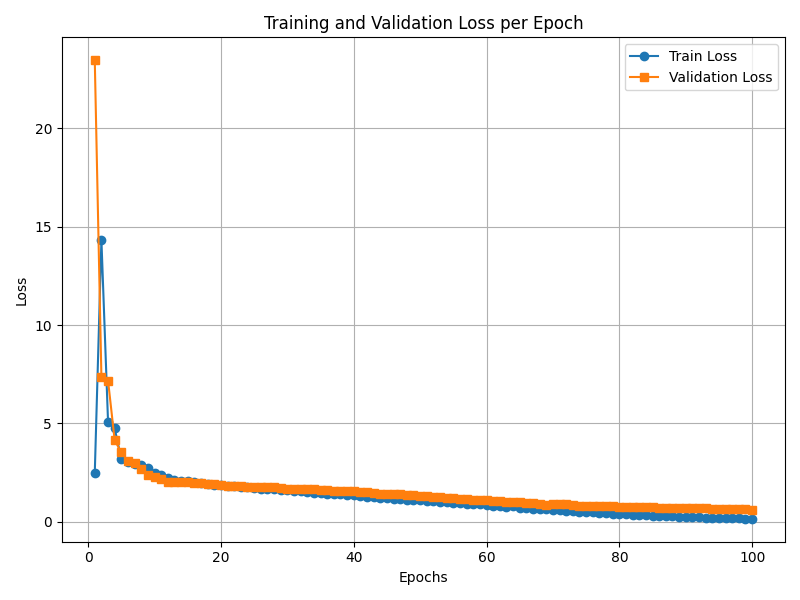 Training and Validation Loss per Epoch
Train Loss
Validation Loss
Loss
20
15
10
5
0
0 20 40 60 80 100
Epochs